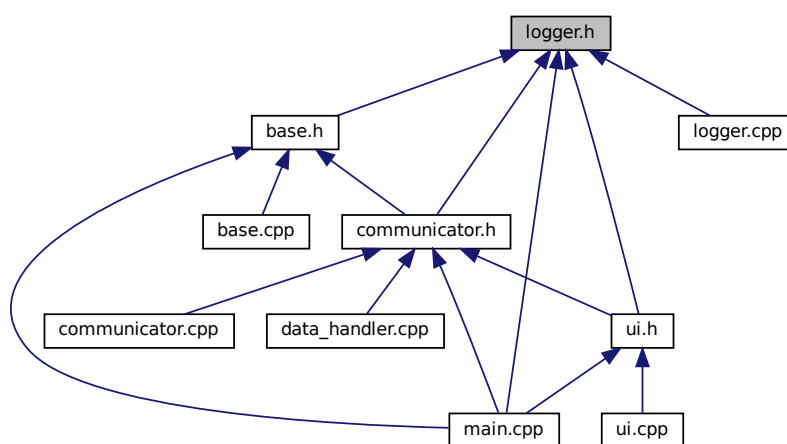 logger.h
base.h
logger.cpp
base.cpp
communicator.h
communicator.cpp
data_handler.cpp
ui.h
main.cpp
ui.cpp